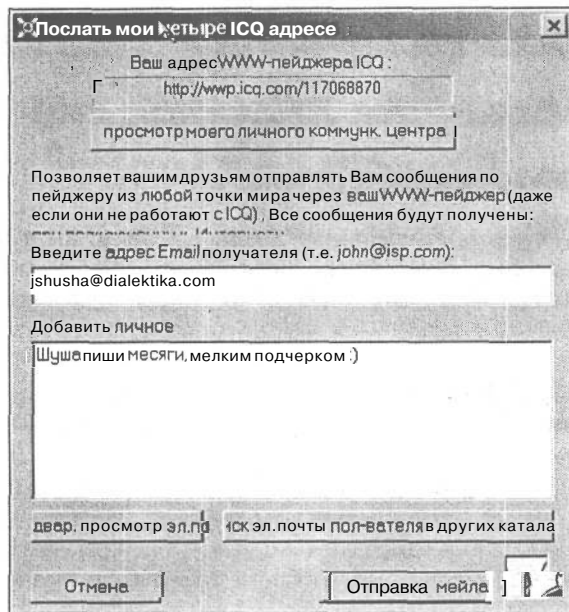 Послать мои четыре ICQ адресе
Ваш адрес WWW-пейджера ICQ :
http://wwp.icq.com/117068870
просмотр моего личного коммунк. центра
Позволяет вашим друзьям отправлять Вам сообщения по
пейджеру из любой точки мира через ваш WWW-пейджер (даже
если они не работают с ICQ) , Все сообщения будут получены:
Введите адрес Email получателя (т.е. john@isp.com):
jshusha@dialektika.com
Добавить личное
Шуша пиши месяги, мелким подчерком :)
двар. просмотр эл.по
иск эл.почты пол-вателя в других катала
Отмена
Отправка мейла